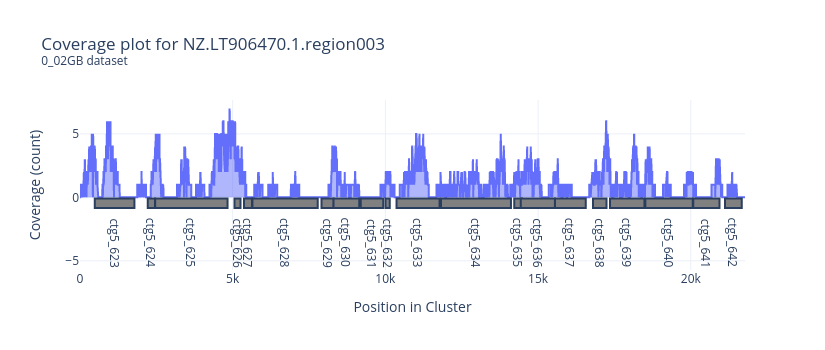 Coverage plot for NZ.LT906470.1.region003
0_02GB dataset
Coverage (count)
5
0
−5
ctg5_623
ctg5_624
ctg5_625
ctg5_626
ctg5_627
ctg5_628
ctg5_629
ctg5_630
ctg5_631
ctg5_632
ctg5_633
ctg5_634
ctg5_635
ctg5_636
ctg5_637
ctg5_638
ctg5_639
ctg5_640
ctg5_641
ctg5_642
0 5k 10k 15k 20k
Position in Cluster